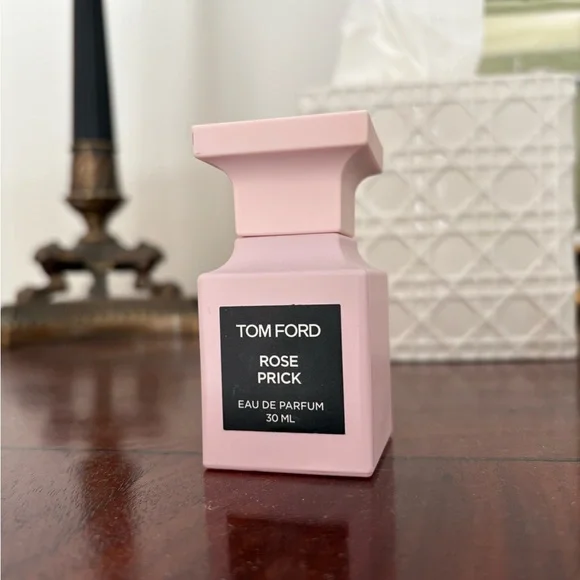 TOM FORD
ROSE
PRICK
EAU DE PARFUM
30 ML